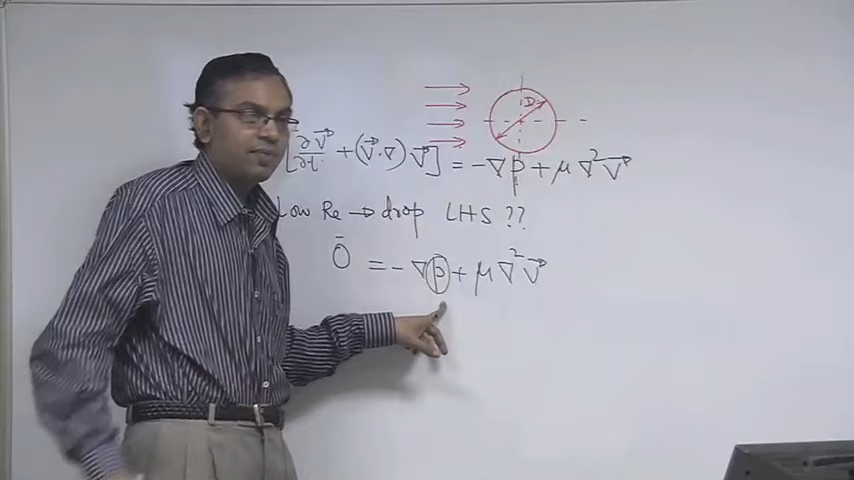 D
[∂V⃗/∂t + (V⃗.∇)V⃗] = -∇p + μ∇²V⃗
Low Re → drop LHS ??
0̄ = -∇p + μ∇²V⃗